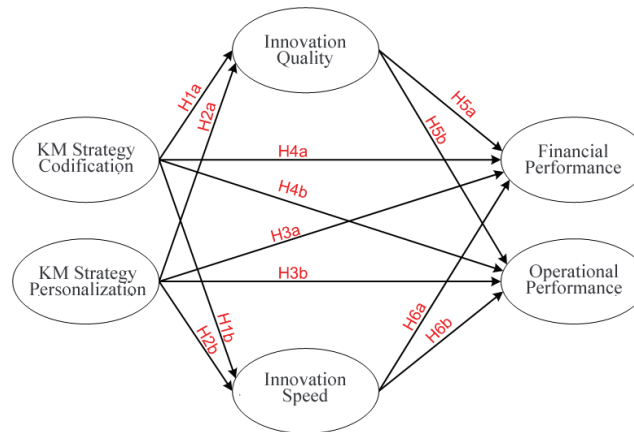 Innovation
Quality
H1a
H2a
H5a
H5b
KM Strategy
Codification
H4a
Financial
Performance
H4b
H3a
KM Strategy
Personalization
H3b
Operational
Performance
H2b
H1b
H6a
H6b
Innovation
Speed